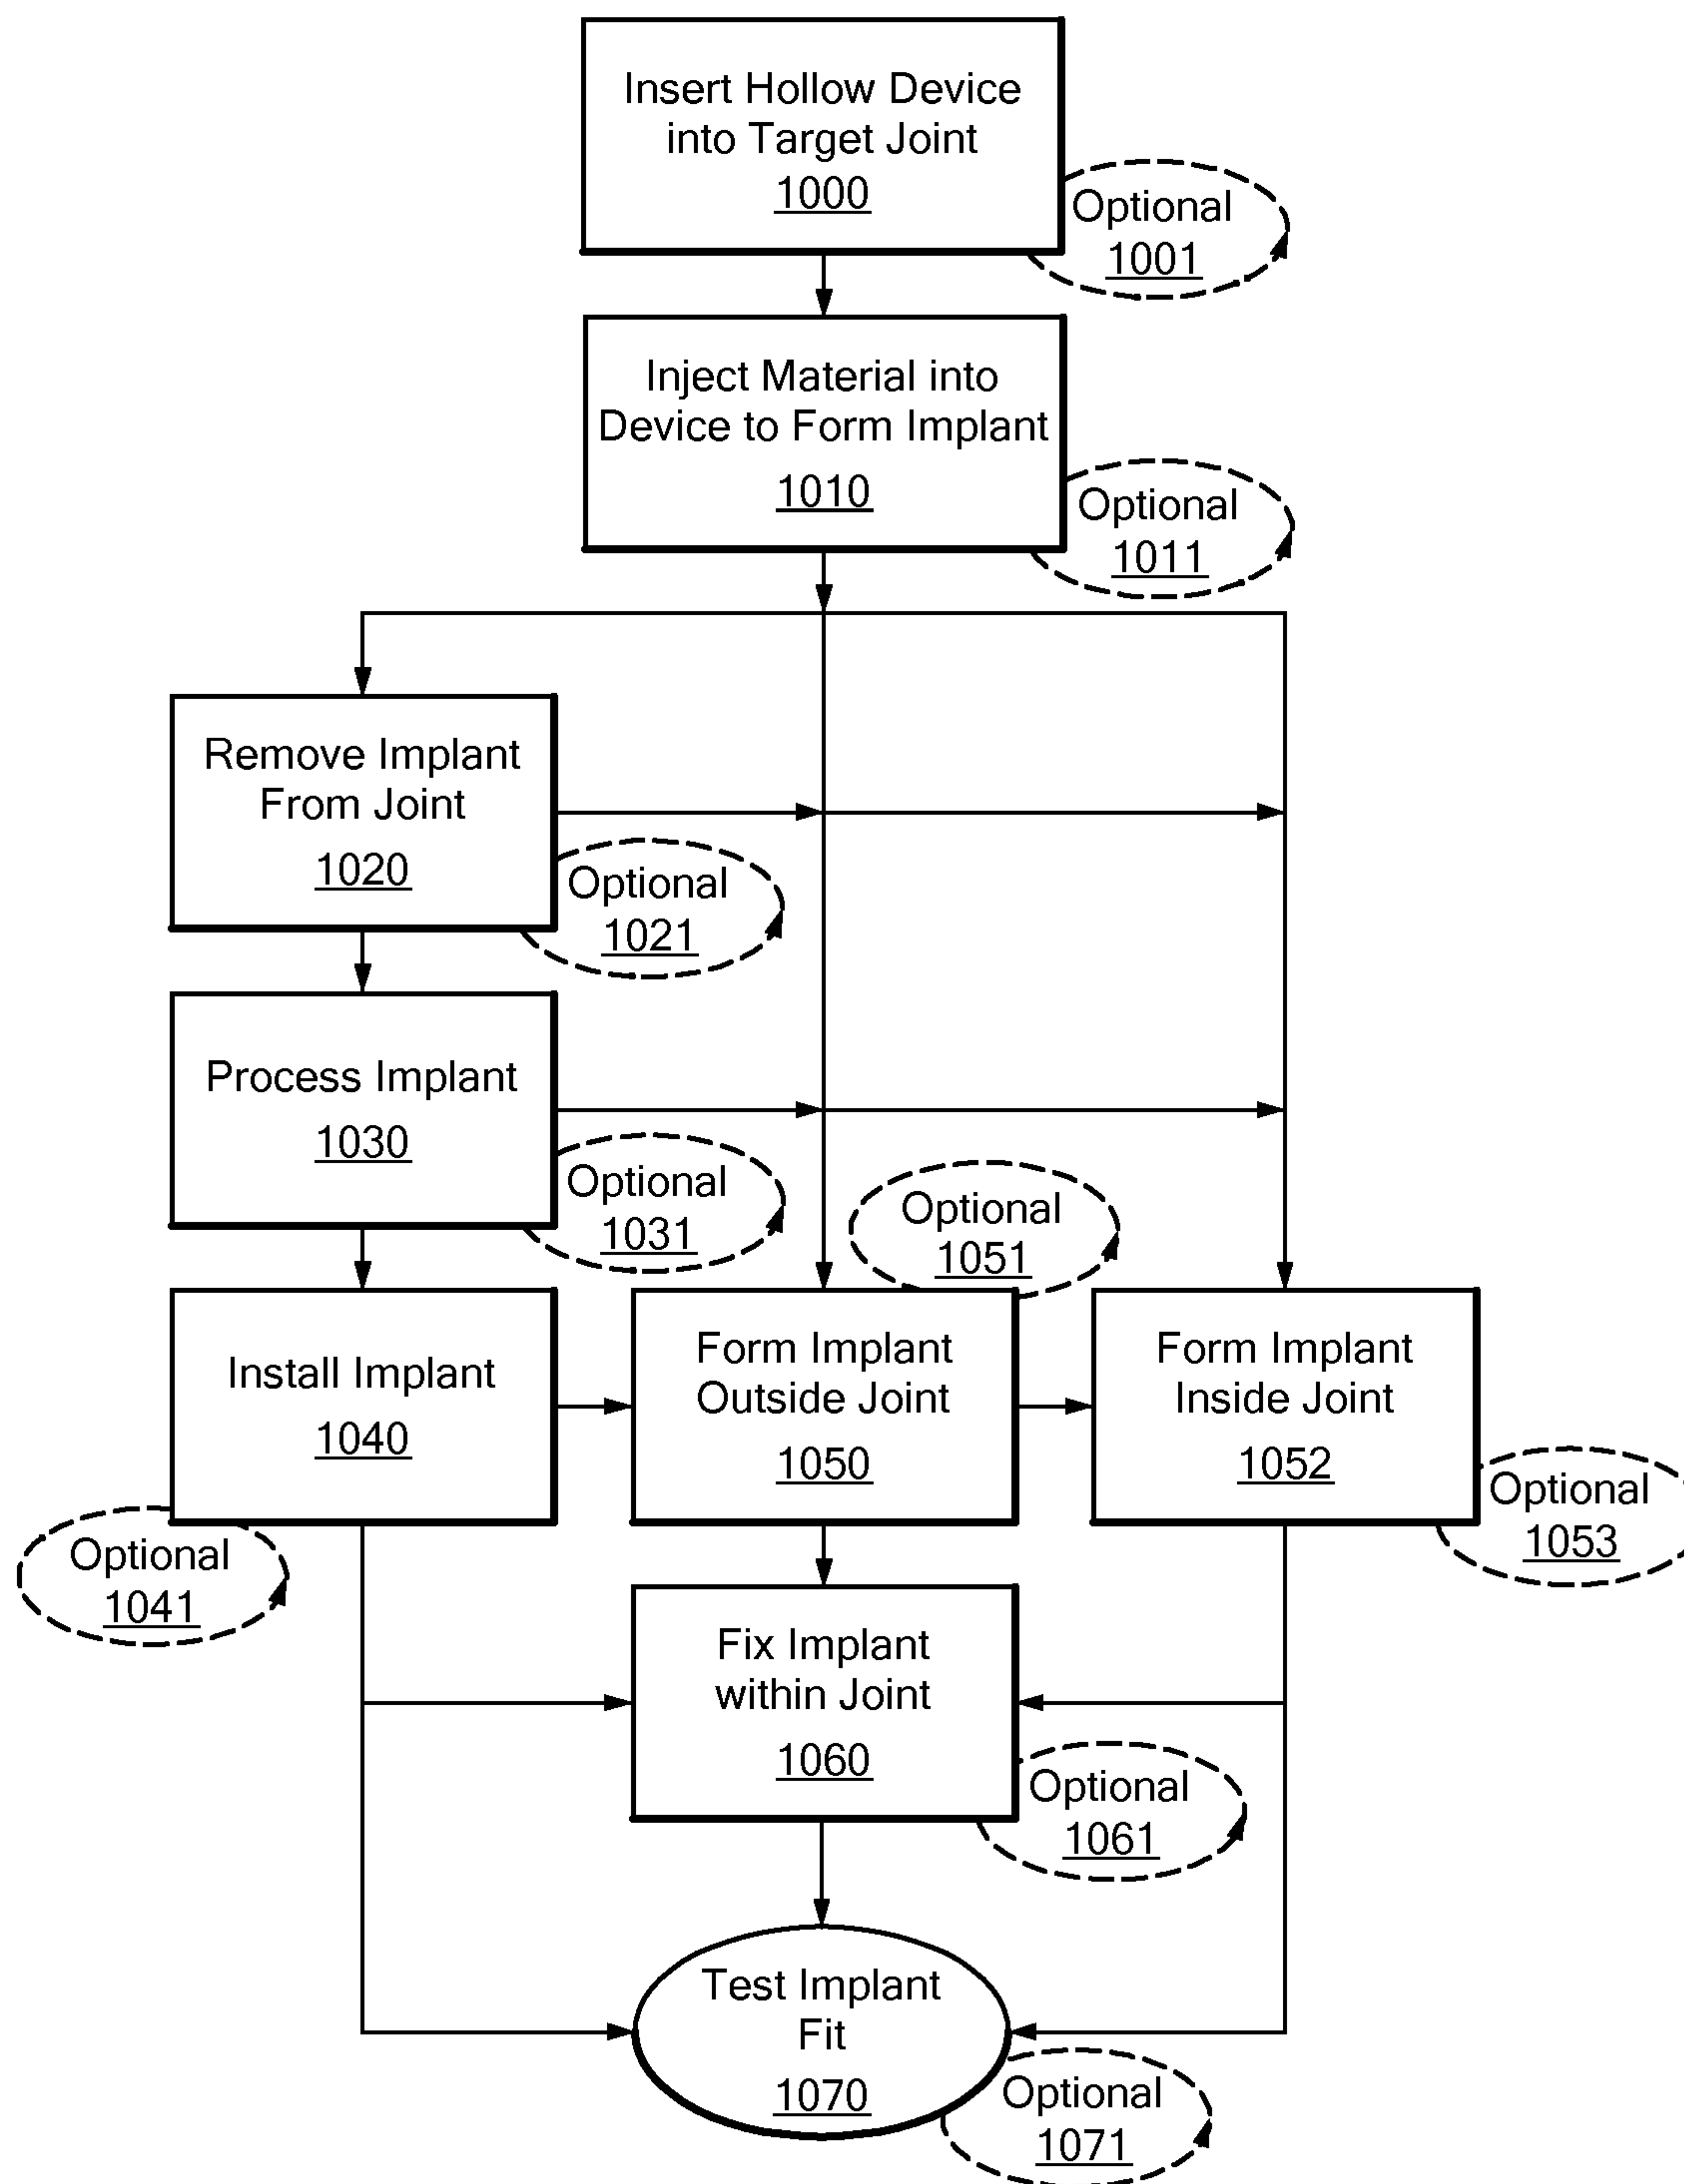 Insert Hollow Device
into Target Joint
1000
Optional
1001
Inject Material into
Device to Form Implant
1010
Optional
1011
Remove Implant
From Joint
1020
Optional
1021
Process Implant
1030
Optional
1031
Optional
1051
Install Implant
1040
Optional
1041
Form Implant
Outside Joint
1050
Form Implant
Inside Joint
1052
Optional
1053
Fix Implant
within Joint
1060
Optional
1061
Test Implant
Fit
1070
Optional
1071